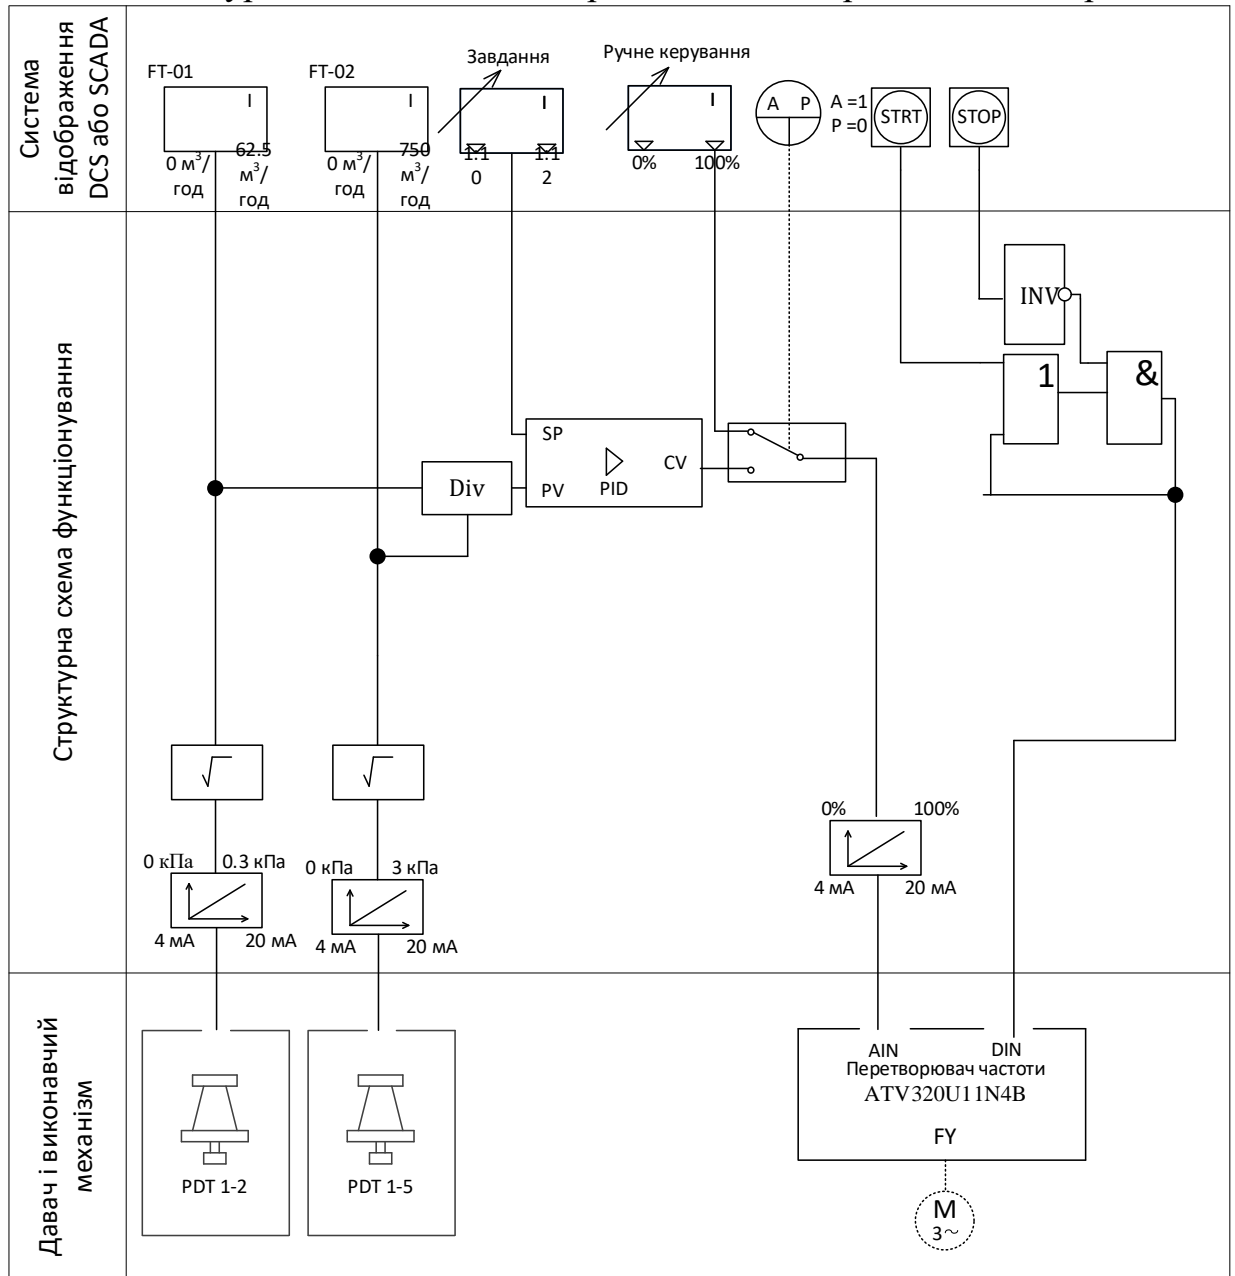 Система
відображення
DCS або SCADA
FT-01
I
0 м³/
год
62.5
м³/
год
FT-02
I
0 м³/
год
750
м³/
год
Завдання
I
1:1
0
1:1
2
Ручне керування
I
0%
100%
A P
A =1
P =0
STRT
STOP
Структурна схема функціонування
INV
1
&
SP
CV
PV
PID
Div
√
√
0 кПа 0.3 кПа
4 мА 20 мА
0 кПа 3 кПа
4 мА 20 мА
0% 100%
4 мА 20 мА
Давач і виконавчий
механізм
PDT 1-2
PDT 1-5
AIN DIN
Перетворювач частоти
ATV320U11N4B
FY
M
3~